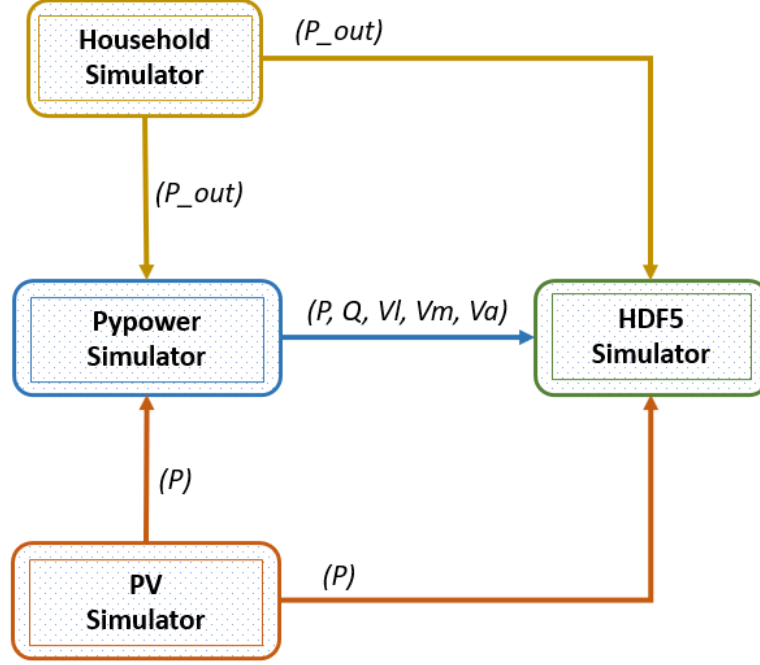 Household
Simulator
(P_out)
(P_out)
Pypower
Simulator
(P, Q, Vl, Vm, Va)
HDF5
Simulator
(P)
PV
Simulator
(P)